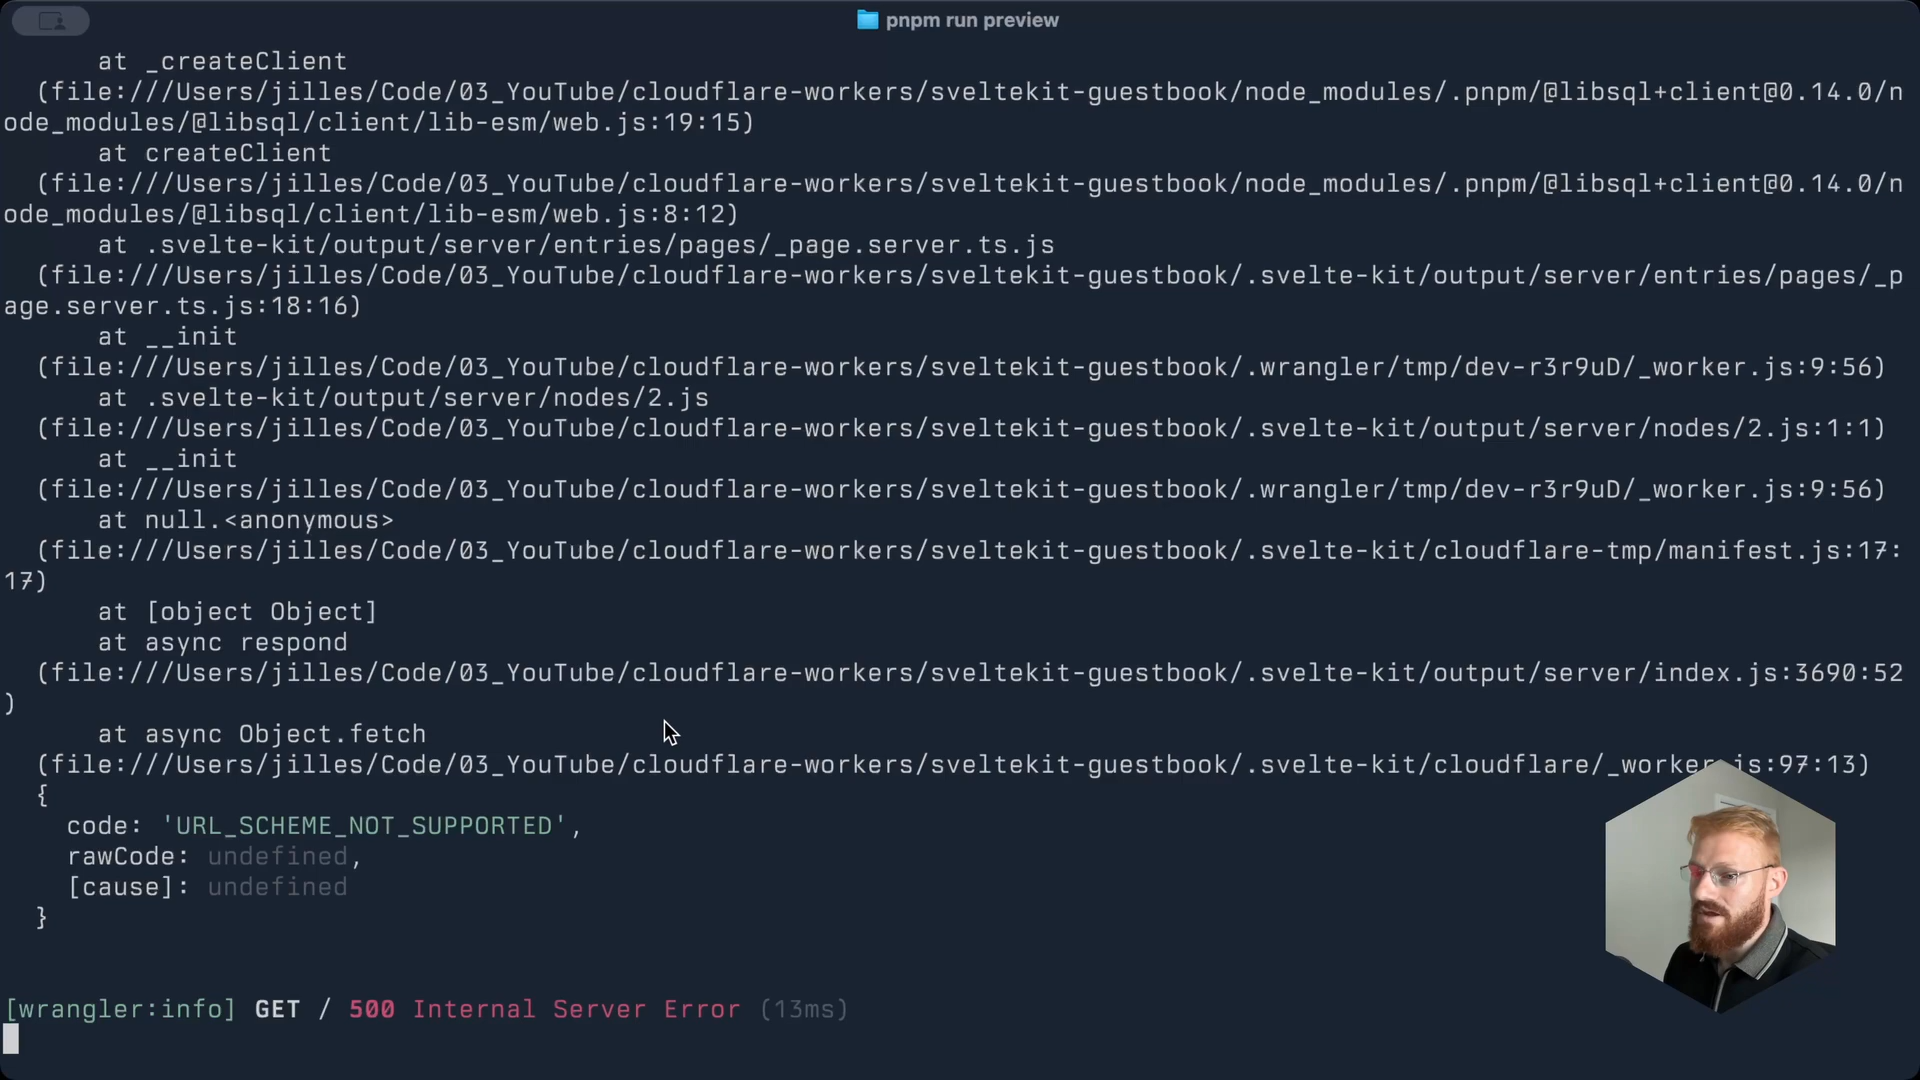 pnpm run preview
at _createClient
(file:///Users/jilles/Code/03_YouTube/cloudflare-workers/sveltekit-guestbook/node_modules/.pnpm/@libsql+client@0.14.0/n
ode_modules/@libsql/client/lib-esm/web.js:19:15)
at createClient
(file:///Users/jilles/Code/03_YouTube/cloudflare-workers/sveltekit-guestbook/node_modules/.pnpm/@libsql+client@0.14.0/n
ode_modules/@libsql/client/lib-esm/web.js:8:12)
at .svelte-kit/output/server/entries/pages/_page.server.ts.js
(file:///Users/jilles/Code/03_YouTube/cloudflare-workers/sveltekit-guestbook/.svelte-kit/output/server/entries/pages/_p
age.server.ts.js:18:16)
at __init
(file:///Users/jilles/Code/03_YouTube/cloudflare-workers/sveltekit-guestbook/.wrangler/tmp/dev-r3r9uD/_worker.js:9:56)
at .svelte-kit/output/server/nodes/2.js
(file:///Users/jilles/Code/03_YouTube/cloudflare-workers/sveltekit-guestbook/.svelte-kit/output/server/nodes/2.js:1:1)
at __init
(file:///Users/jilles/Code/03_YouTube/cloudflare-workers/sveltekit-guestbook/.wrangler/tmp/dev-r3r9uD/_worker.js:9:56)
at null.<anonymous>
(file:///Users/jilles/Code/03_YouTube/cloudflare-workers/sveltekit-guestbook/.svelte-kit/cloudflare-tmp/manifest.js:17:
17)
at [object Object]
at async respond
(file:///Users/jilles/Code/03_YouTube/cloudflare-workers/sveltekit-guestbook/.svelte-kit/output/server/index.js:3690:52
)
at async Object.fetch
(file:///Users/jilles/Code/03_YouTube/cloudflare-workers/sveltekit-guestbook/.svelte-kit/cloudflare/_worker.js:97:13)
{
code: 'URL_SCHEME_NOT_SUPPORTED',
rawCode: undefined,
[cause]: undefined
}
[wrangler:info] GET / 500 Internal Server Error (13ms)